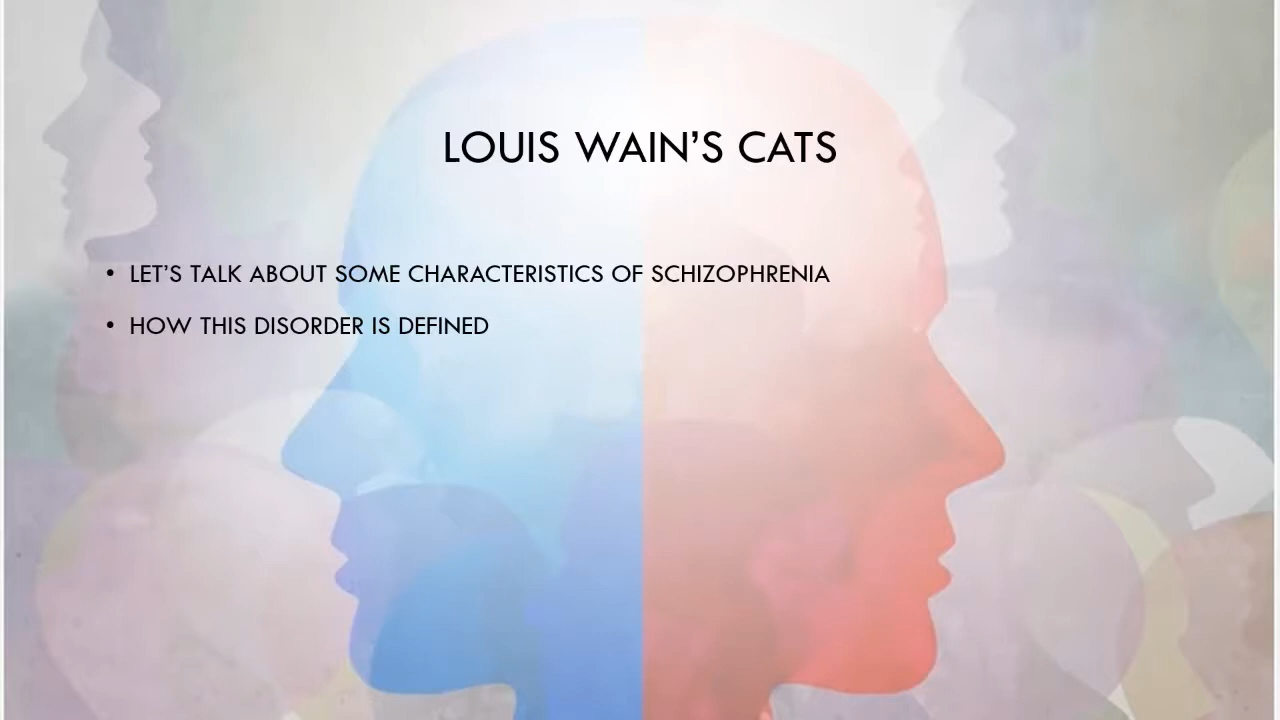 LOUIS WAIN’S CATS
• LET’S TALK ABOUT SOME CHARACTERISTICS OF SCHIZOPHRENIA
• HOW THIS DISORDER IS DEFINED